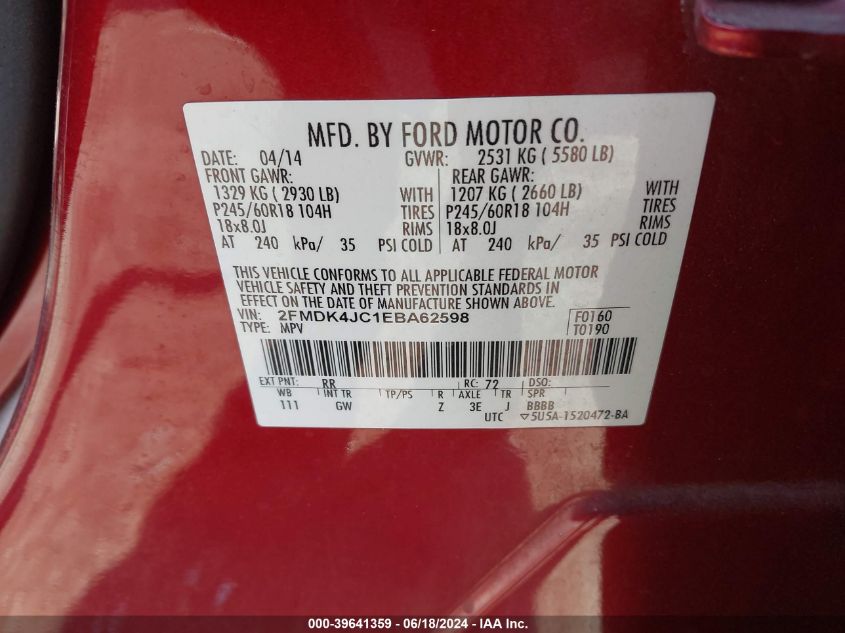 MFD. BY FORD MOTOR CO.
DATE: 04/14 GVWR: 2531 KG ( 5580 LB)
FRONT GAWR: REAR GAWR:
1329 KG ( 2930 LB) WITH 1207 KG ( 2660 LB) WITH
P245/60R18 104H TIRES P245/60R18 104H TIRES
18x8.0J RIMS 18x8.0J RIMS
AT 240 kPa/ 35 PSI COLD AT 240 kPa/ 35 PSI COLD
THIS VEHICLE CONFORMS TO ALL APPLICABLE FEDERAL MOTOR
VEHICLE SAFETY AND THEFT PREVENTION STANDARDS IN
EFFECT ON THE DATE OF MANUFACTURE SHOWN ABOVE.
VIN: 2FMDK4JC1EBA62598 F0160
TYPE: MPV T0190
EXT PNT: RR RC: 72 DSO:
WB INT TR TP/PS R AXLE TR SPR
111 GW Z 3E J BBBB
UTC ▽5U5A-1520472-BA
000-39641359 - 06/18/2024 - IAA, Inc.